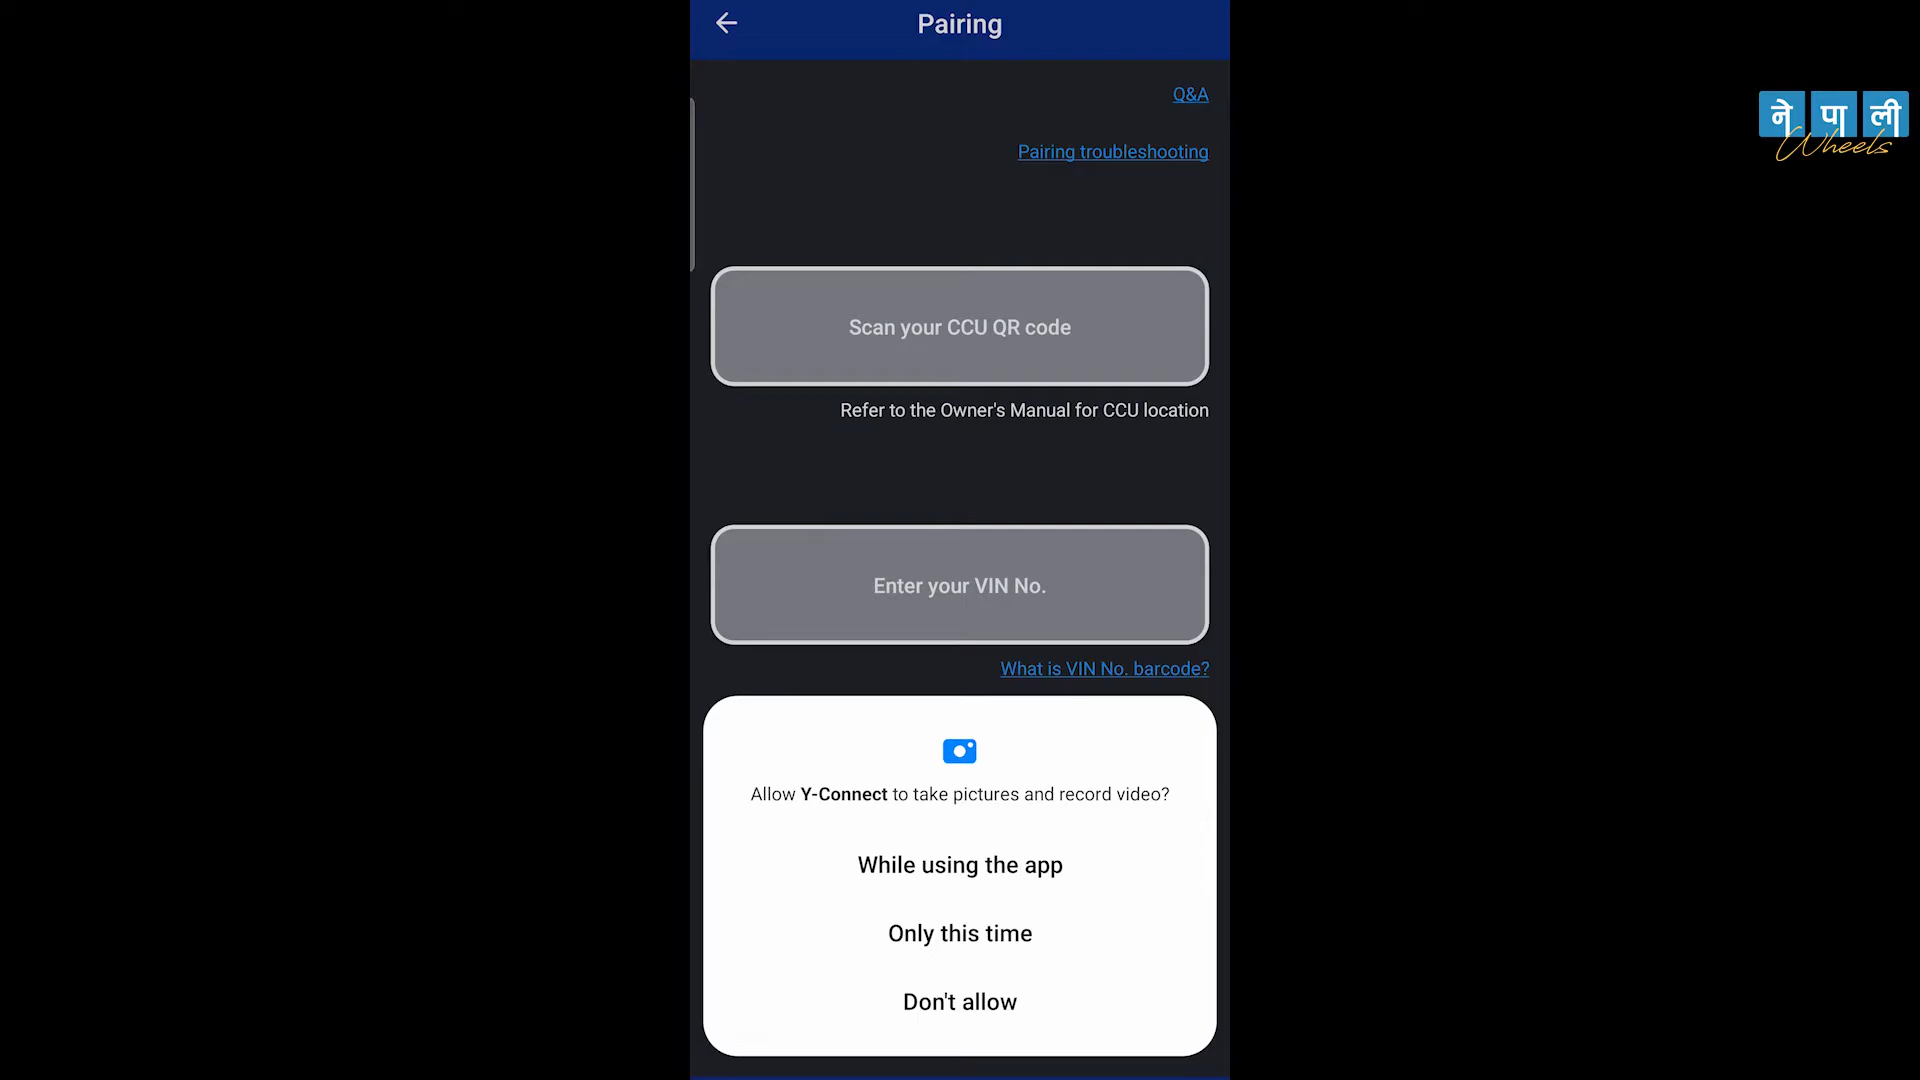 Pairing
Q&A
Pairing troubleshooting
Scan your CCU QR code
Refer to the Owner's Manual for CCU location
Enter your VIN No.
What is VIN No. barcode?
Allow Y-Connect to take pictures and record video?
While using the app
Only this time
Don't allow
नेपाली
Wheels